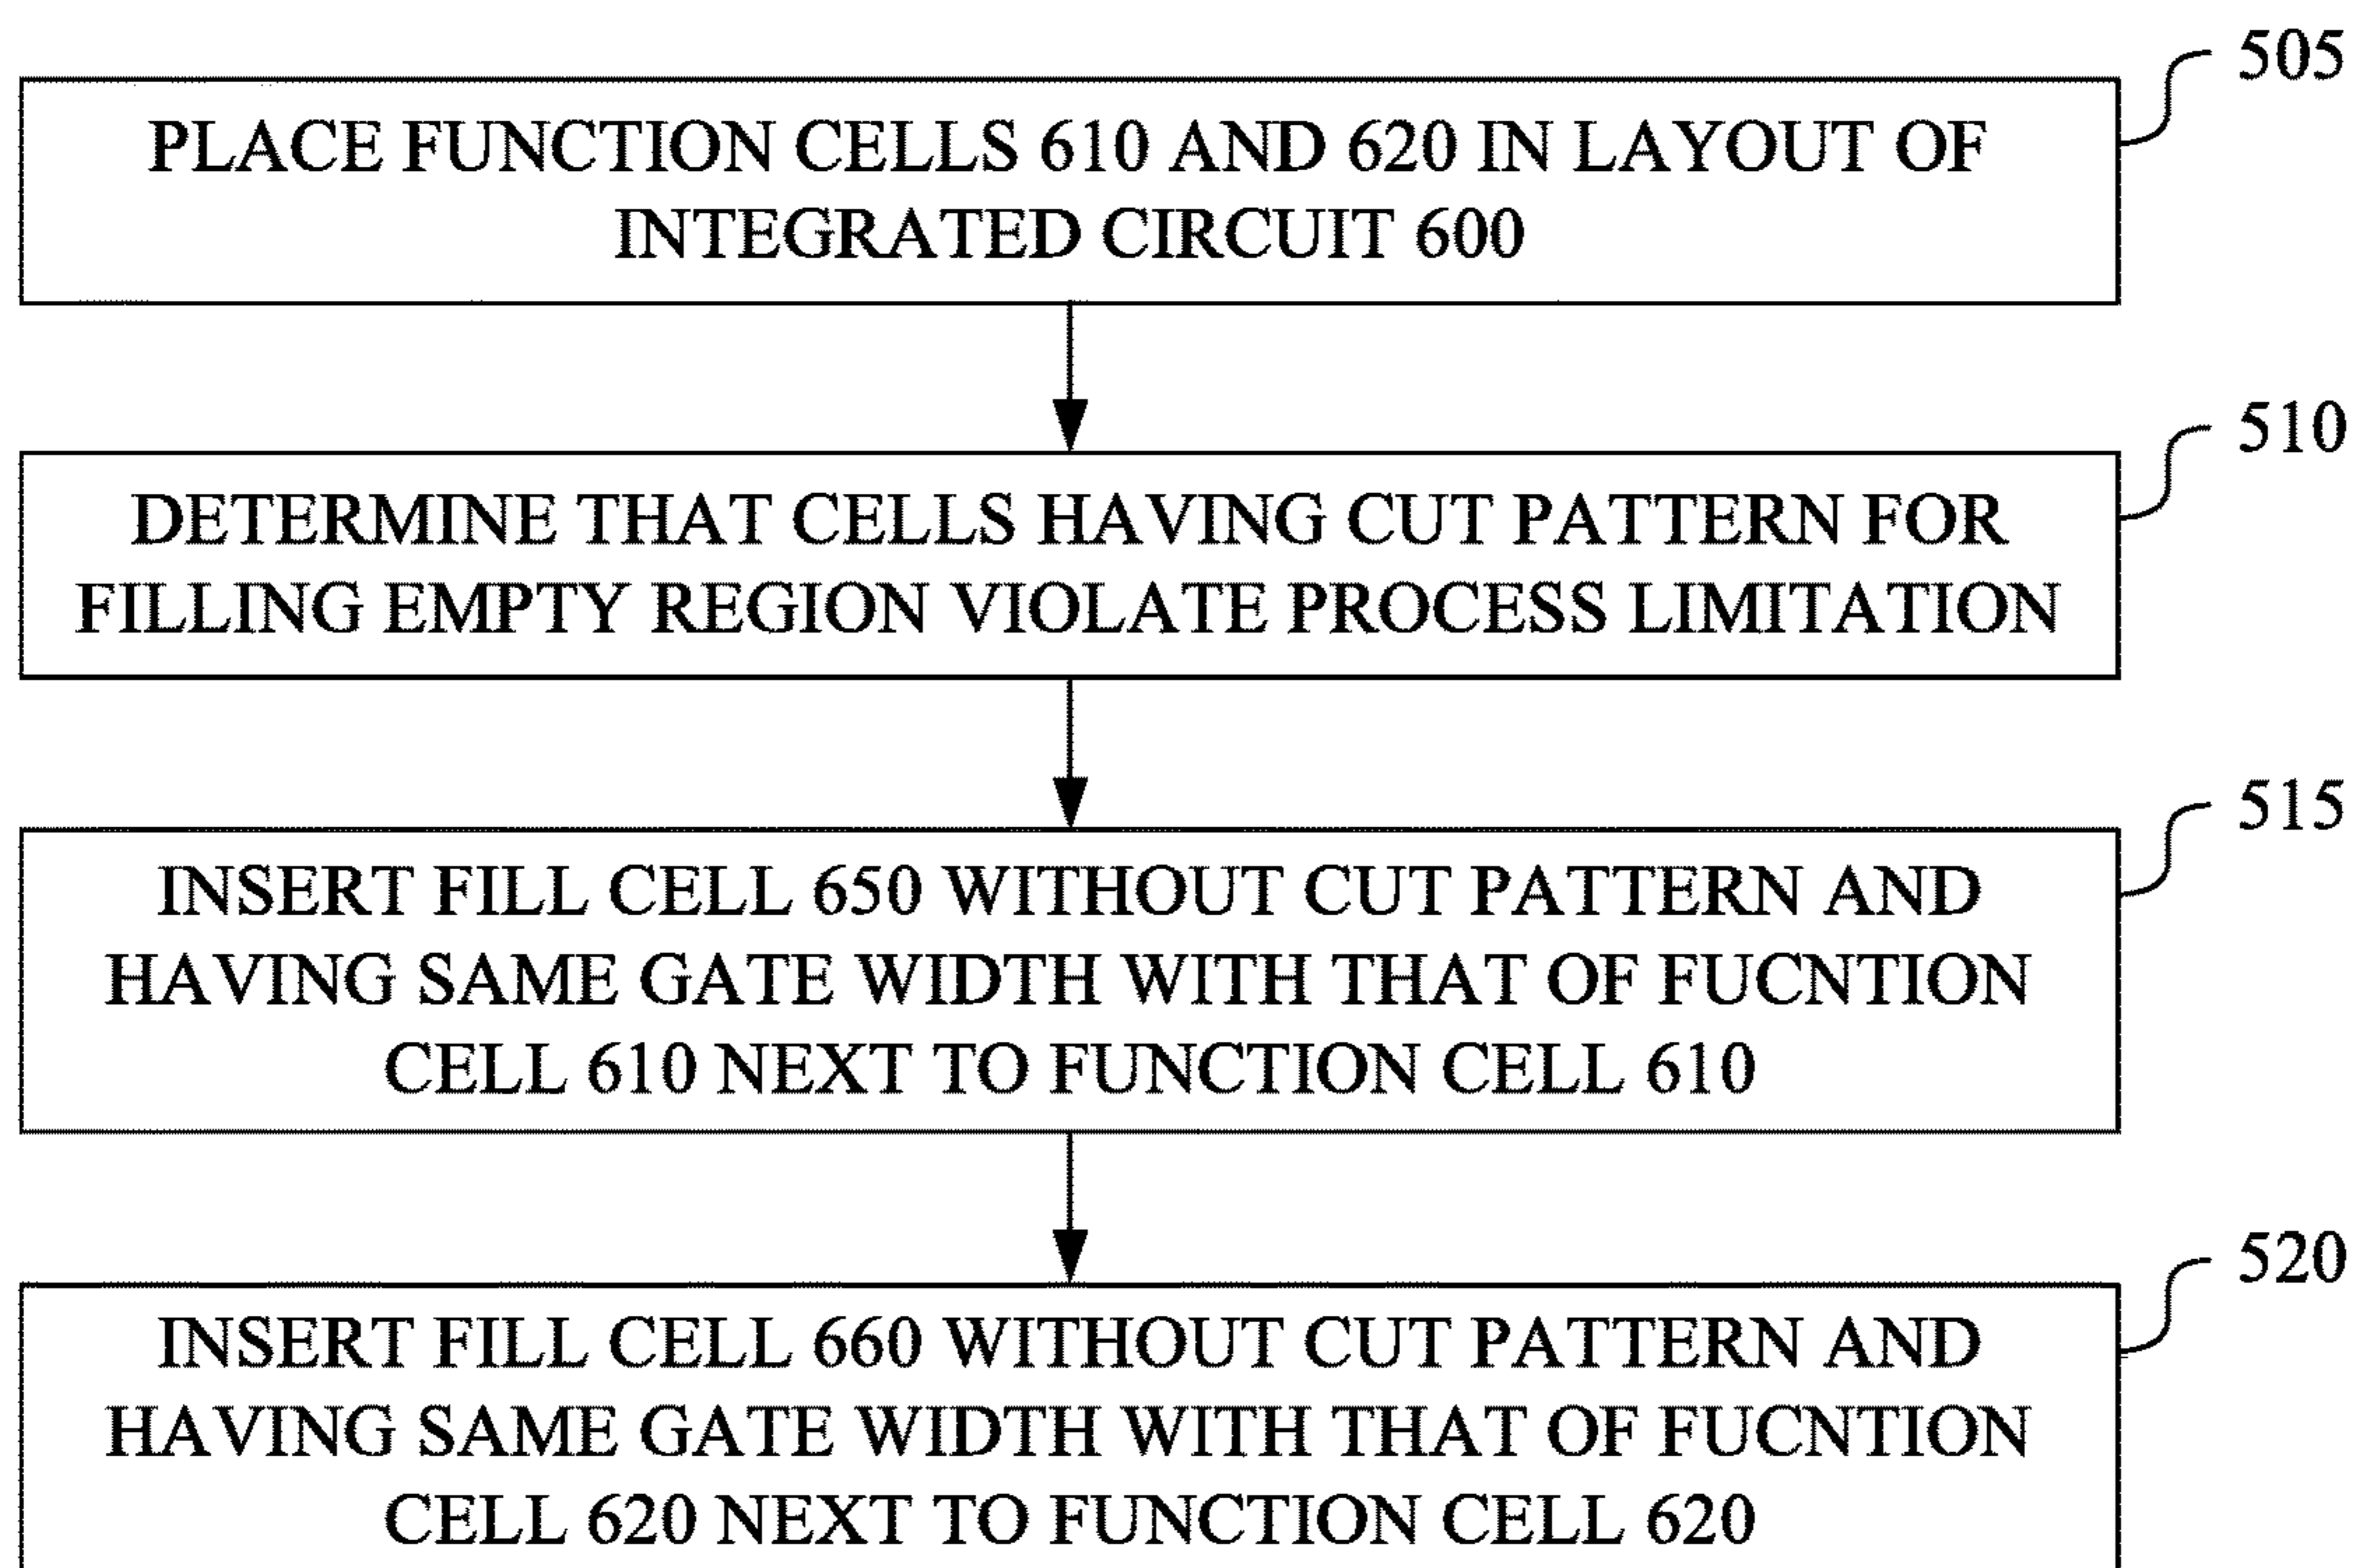 505
PLACE FUNCTION CELLS 610 AND 620 IN LAYOUT OF
INTEGRATED CIRCUIT 600
510
DETERMINE THAT CELLS HAVING CUT PATTERN FOR
FILLING EMPTY REGION VIOLATE PROCESS LIMITATION
515
INSERT FILL CELL 650 WITHOUT CUT PATTERN AND
HAVING SAME GATE WIDTH WITH THAT OF FUCNTION
CELL 610 NEXT TO FUNCTION CELL 610
520
INSERT FILL CELL 660 WITHOUT CUT PATTERN AND
HAVING SAME GATE WIDTH WITH THAT OF FUCNTION
CELL 620 NEXT TO FUNCTION CELL 620